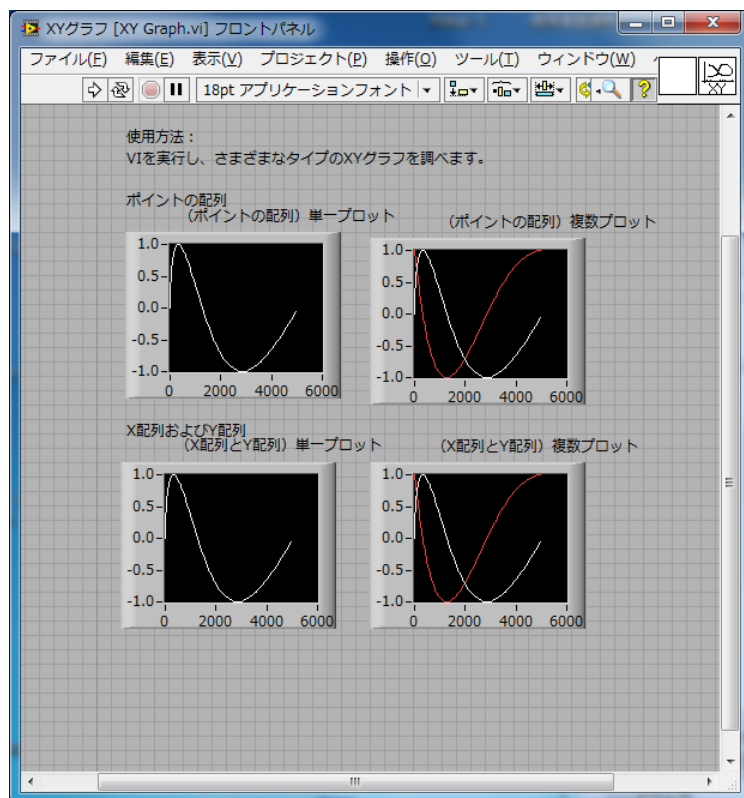 XYグラフ [XY Graph.vi] フロントパネル
ファイル(F) 編集(E) 表示(V) プロジェクト(P) 操作(O) ツール(T) ウィンドウ(W)
18pt アプリケーションフォント
XY
使用方法：
VIを実行し、さまざまなタイプのXYグラフを調べます。
ポイントの配列
（ポイントの配列）単一プロット
（ポイントの配列）複数プロット
1.0
0.5
0.0
-0.5
-1.0
0 2000 4000 6000
1.0
0.5
0.0
-0.5
-1.0
0 2000 4000 6000
X配列およびY配列
（X配列とY配列）単一プロット
（X配列とY配列）複数プロット
1.0
0.5
0.0
-0.5
-1.0
0 2000 4000 6000
1.0
0.5
0.0
-0.5
-1.0
0 2000 4000 6000